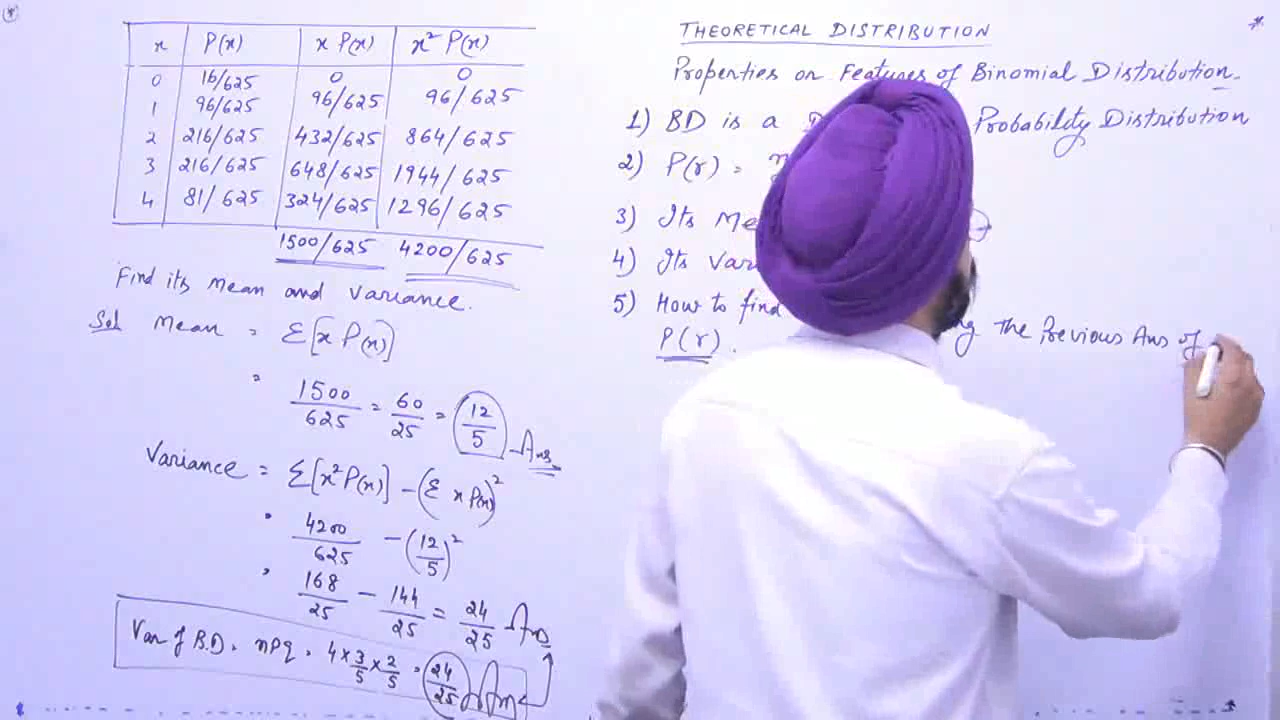 x P(x) x P(x) x² P(x)
0 16/625 0 0
1 96/625 96/625 96/625
2 216/625 432/625 864/625
3 216/625 648/625 1944/625
4 81/625 324/625 1296/625
1500/625 4200/625
Find its Mean and Variance.
Sol Mean = Σ[x P(x)]
= 1500/625 = 60/25 = 12/5 Ans
Variance = Σ[x²P(x)] - (Σ x P(x))²
= 4200/625 - (12/5)²
= 168/25 - 144/25 = 24/25 Ans
Var of B.D. = nPq = 4 × 3/5 × 2/5 = 24/25 Ans
THEORETICAL DISTRIBUTION
Properties or Features of Binomial Distribution.
1) BD is a Probability Distribution
2) P(r) =
3) Its
4) Its
5) How to find the Previous Ans of
P(r).